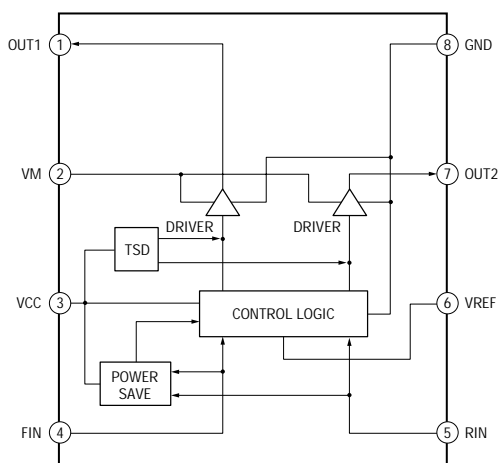 OUT1 1
8 GND
VM 2
7 OUT2
DRIVER
DRIVER
TSD
VCC 3
CONTROL LOGIC
6 VREF
POWER
SAVE
FIN 4
5 RIN